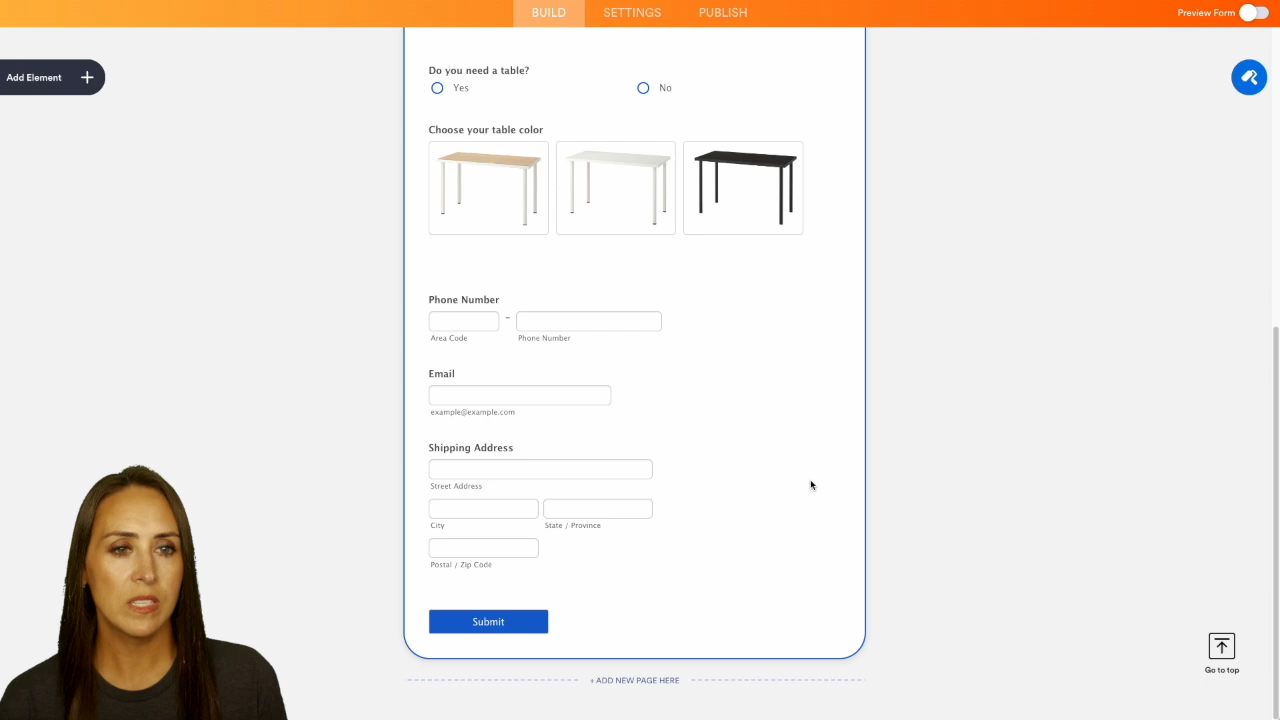 BUILD SETTINGS PUBLISH Preview Form
Add Element
Do you need a table?
Yes No
Choose your table color
Phone Number
-
Area Code Phone Number
Email
example@example.com
Shipping Address
Street Address
City State / Province
Postal / Zip Code
Submit
+ ADD NEW PAGE HERE
Go to top